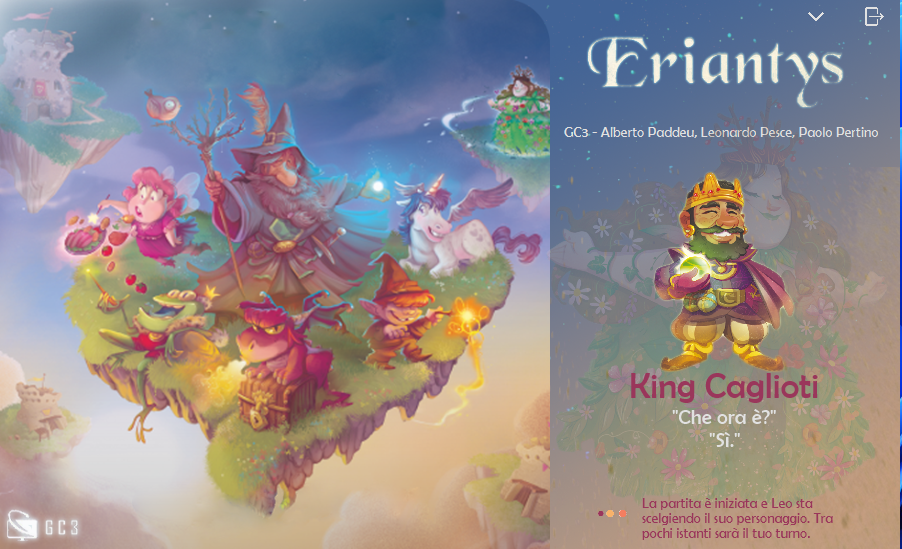 Eriantys
GC3 - Alberto Paddeu, Leonardo Pesce, Paolo Pertino
King Caglioti
"Che ora è?"
"Sì."
La partita è iniziata e Leo sta
scelgiendo il suo personaggio. Tra
pochi istanti sarà il tuo turno.
GC3